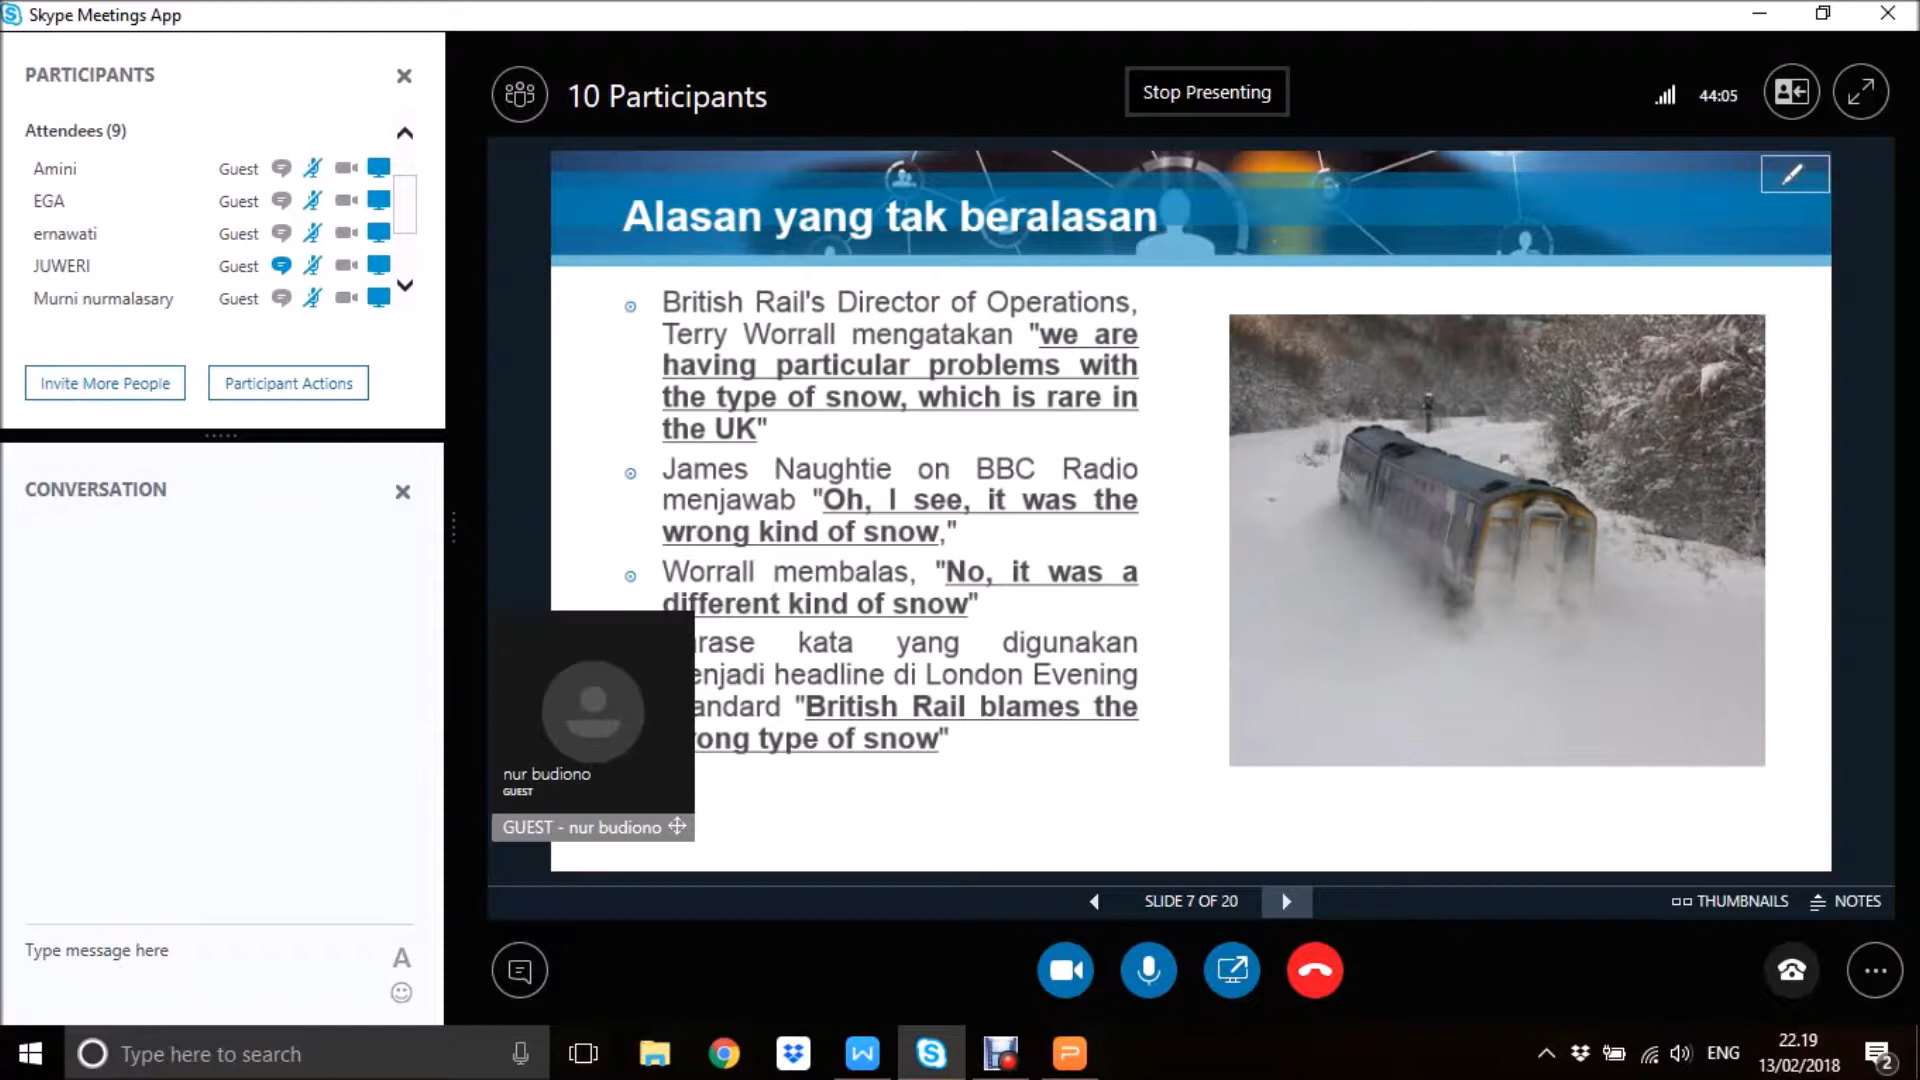 Skype Meetings App
PARTICIPANTS
Attendees (9)
Amini Guest
EGA Guest
ernawati Guest
JUWERI Guest
Murni nurmalasary Guest
Invite More People
Participant Actions
CONVERSATION
Type message here
A
10 Participants
Stop Presenting
44:05
Alasan yang tak beralasan
British Rail's Director of Operations,
Terry Worrall mengatakan "we are
having particular problems with
the type of snow, which is rare in
the UK"
James Naughtie on BBC Radio
menjawab "Oh, I see, it was the
wrong kind of snow,"
Worrall membalas, "No, it was a
different kind of snow"
kata yang digunakan
headline di London Evening
"British Rail blames the
type of snow"
nur budiono
GUEST
GUEST - nur budiono
SLIDE 7 OF 20
THUMBNAILS
NOTES
Type here to search
ENG
22.19
13/02/2018
2